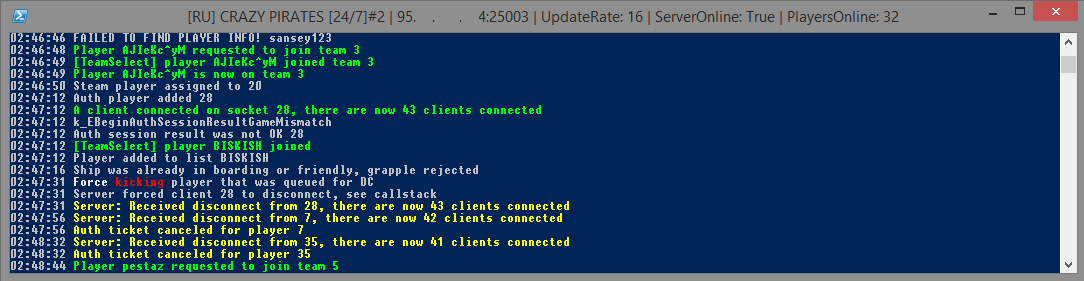 [RU] CRAZY PIRATES [24/7]#2 | 95. . . 4:25003 | UpdateRate: 16 | ServerOnline: True | PlayersOnline: 32
02:46:46 FAILED TO FIND PLAYER INFO! sansey123
02:46:48 Player AJIeKc^yM requested to join team 3
02:46:49 [TeamSelect] player AJIeKc^yM joined team 3
02:46:49 Player AJIeKc^yM is now on team 3
02:46:50 Steam player assigned to 20
02:47:12 Auth player added 28
02:47:12 A client connected on socket 28, there are now 43 clients connected
02:47:12 k_EBeginAuthSessionResultGameMismatch
02:47:12 Auth session result was not OK 28
02:47:12 [TeamSelect] player BISKISH joined
02:47:12 Player added to list BISKISH
02:47:16 Ship was already in boarding or friendly, grapple rejected
02:47:31 Force kicking player that was queued for DC
02:47:31 Server forced client 28 to disconnect, see callstack
02:47:31 Server: Received disconnect from 28, there are now 43 clients connected
02:47:56 Server: Received disconnect from 7, there are now 42 clients connected
02:47:56 Auth ticket canceled for player 7
02:48:32 Server: Received disconnect from 35, there are now 41 clients connected
02:48:32 Auth ticket canceled for player 35
02:48:44 Player pestaz requested to join team 5